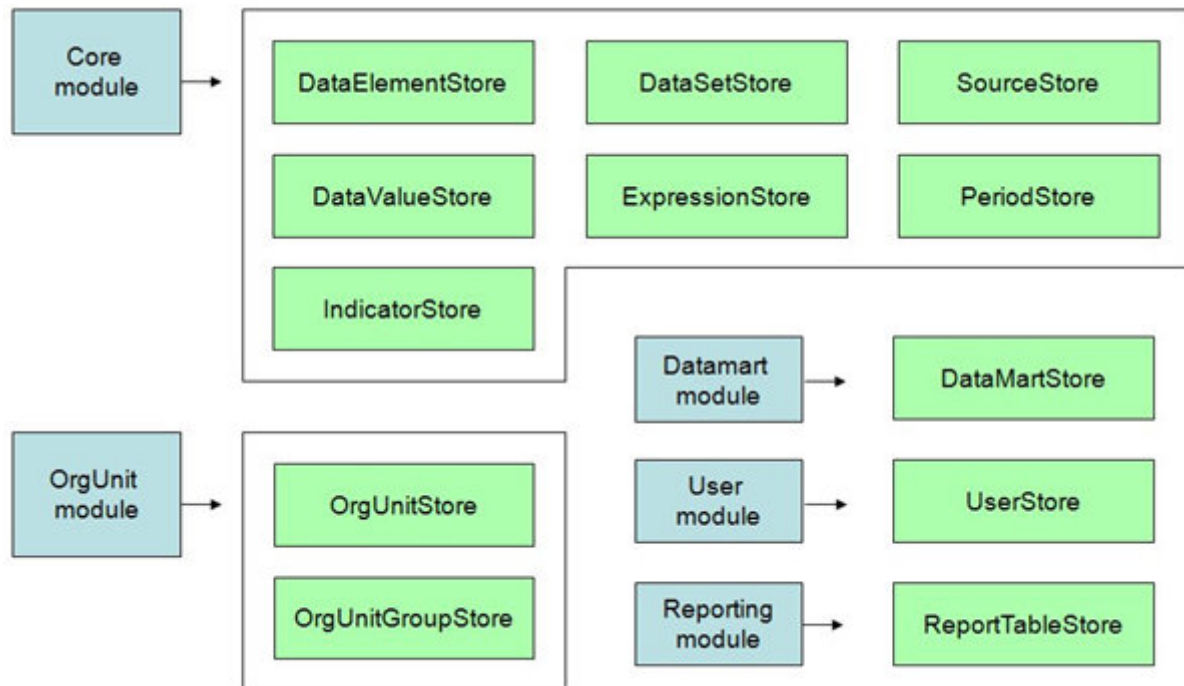 Core
module
DataElementStore
DataSetStore
SourceStore
DataValueStore
ExpressionStore
PeriodStore
IndicatorStore
Datamart
module
DataMartStore
OrgUnit
module
OrgUnitStore
User
module
UserStore
OrgUnitGroupStore
Reporting
module
ReportTableStore